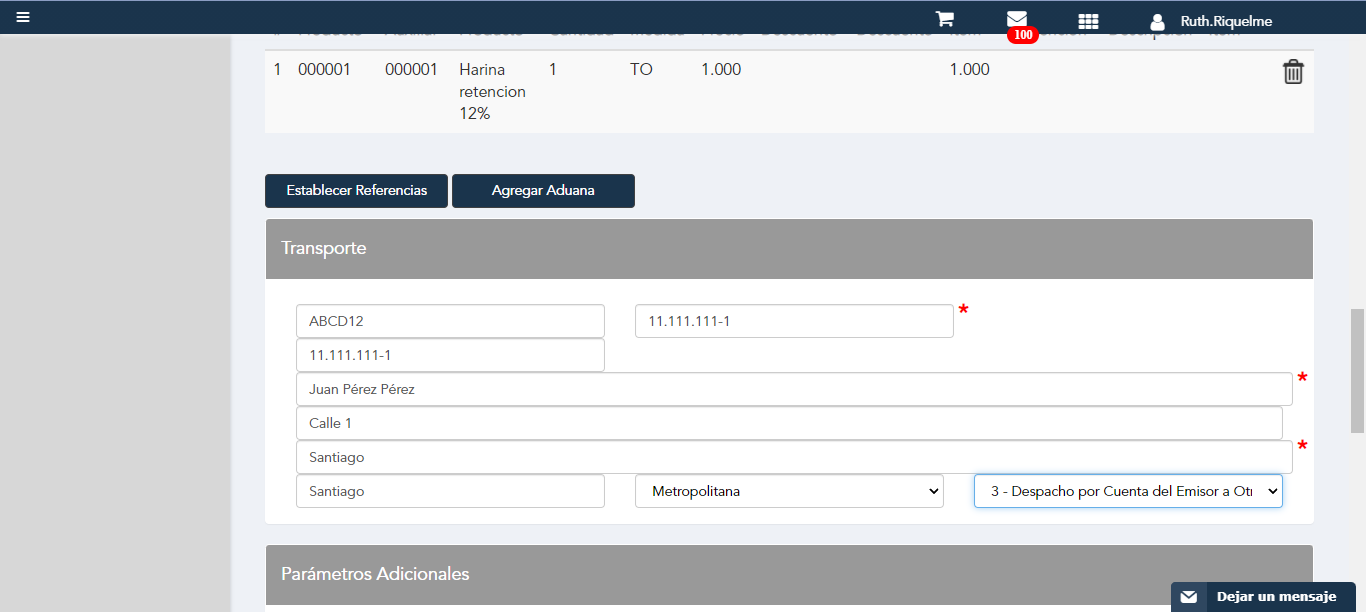 100
Ruth.Riquelme
1 000001 000001 Harina 1 TO 1.000 1.000
retencion
12%
Establecer Referencias Agregar Aduana
Transporte
ABCD12 11.111.111-1 *
11.111.111-1
Juan Pérez Pérez *
Calle 1
Santiago *
Santiago Metropolitana 3 - Despacho por Cuenta del Emisor a Otr
Parámetros Adicionales
Dejar un mensaje